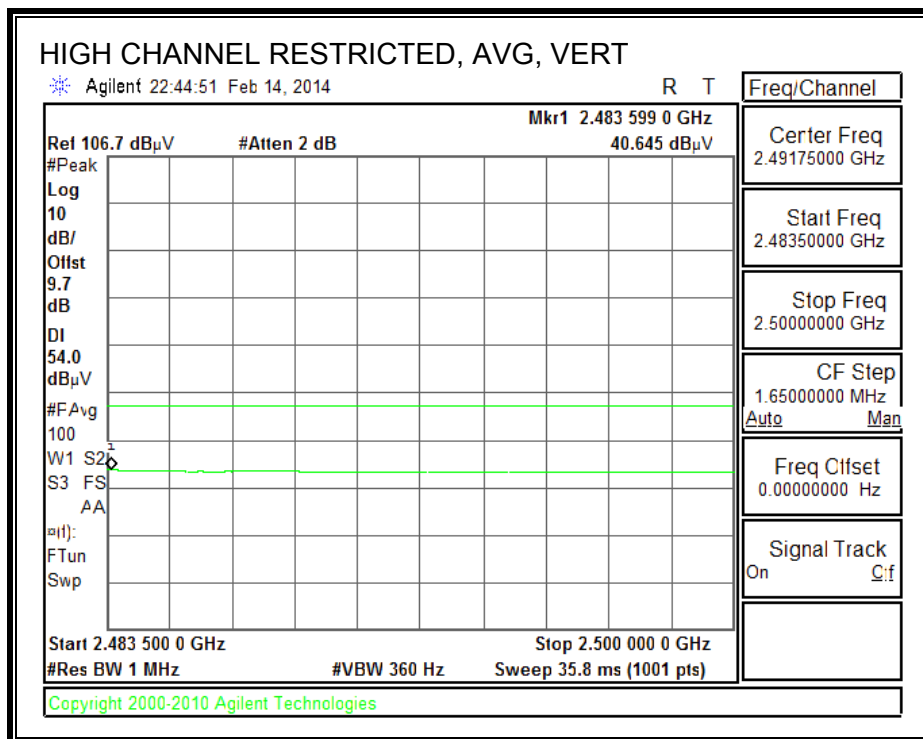 HIGH CHANNEL RESTRICTED, AVG, VERT
Agilent 22:44:51 Feb 14, 2014
R T
Mkr1 2.483 599 0 GHz
Ref 106.7 dBµV #Atten 2 dB 40.645 dBµV
#Peak
Log
10
dB/
Offst
9.7
dB
DI
54.0
dBµV
#FAvg
100
W1 S2
S3 FS
AA
¤(f):
FTun
Swp
1
Start 2.483 500 0 GHz Stop 2.500 000 0 GHz
#Res BW 1 MHz #VBW 360 Hz Sweep 35.8 ms (1001 pts)
Freq/Channel
Center Freq
2.49175000 GHz
Start Freq
2.48350000 GHz
Stop Freq
2.50000000 GHz
CF Step
1.65000000 MHz
Auto Man
Freq Offset
0.00000000 Hz
Signal Track
On Off
Copyright 2000-2010 Agilent Technologies